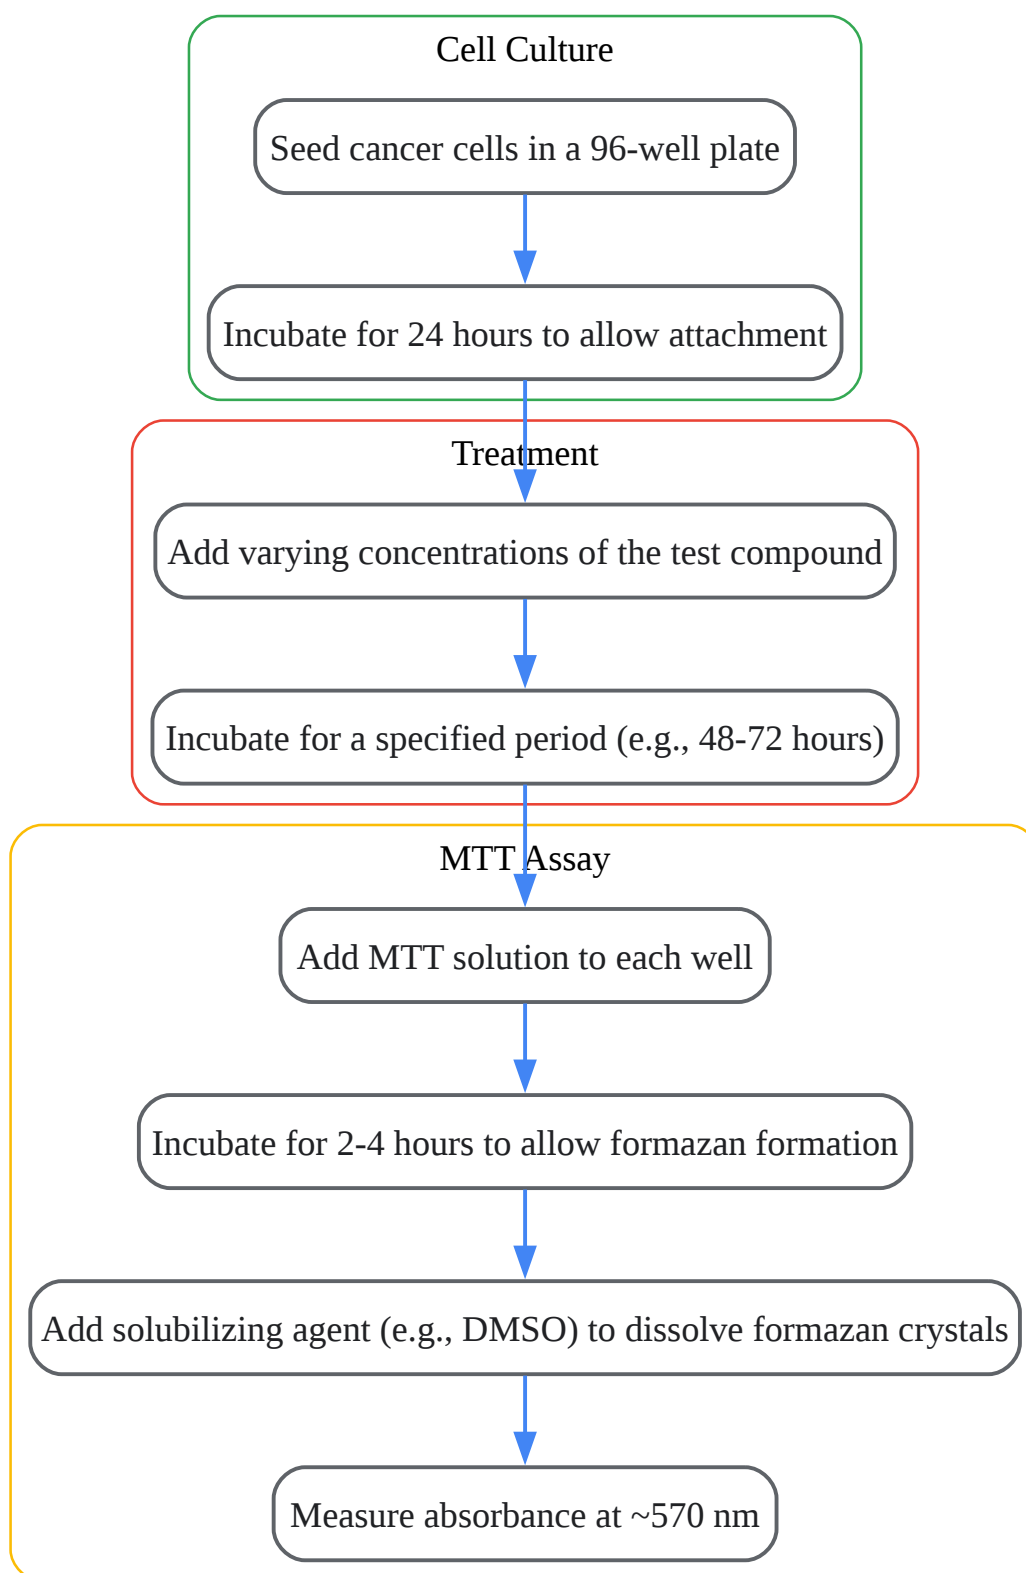 Cell Culture
Seed cancer cells in a 96-well plate
Incubate for 24 hours to allow attachment
Treatment
Add varying concentrations of the test compound
Incubate for a specified period (e.g., 48-72 hours)
MTT Assay
Add MTT solution to each well
Incubate for 2-4 hours to allow formazan formation
Add solubilizing agent (e.g., DMSO) to dissolve formazan crystals
Measure absorbance at ~570 nm